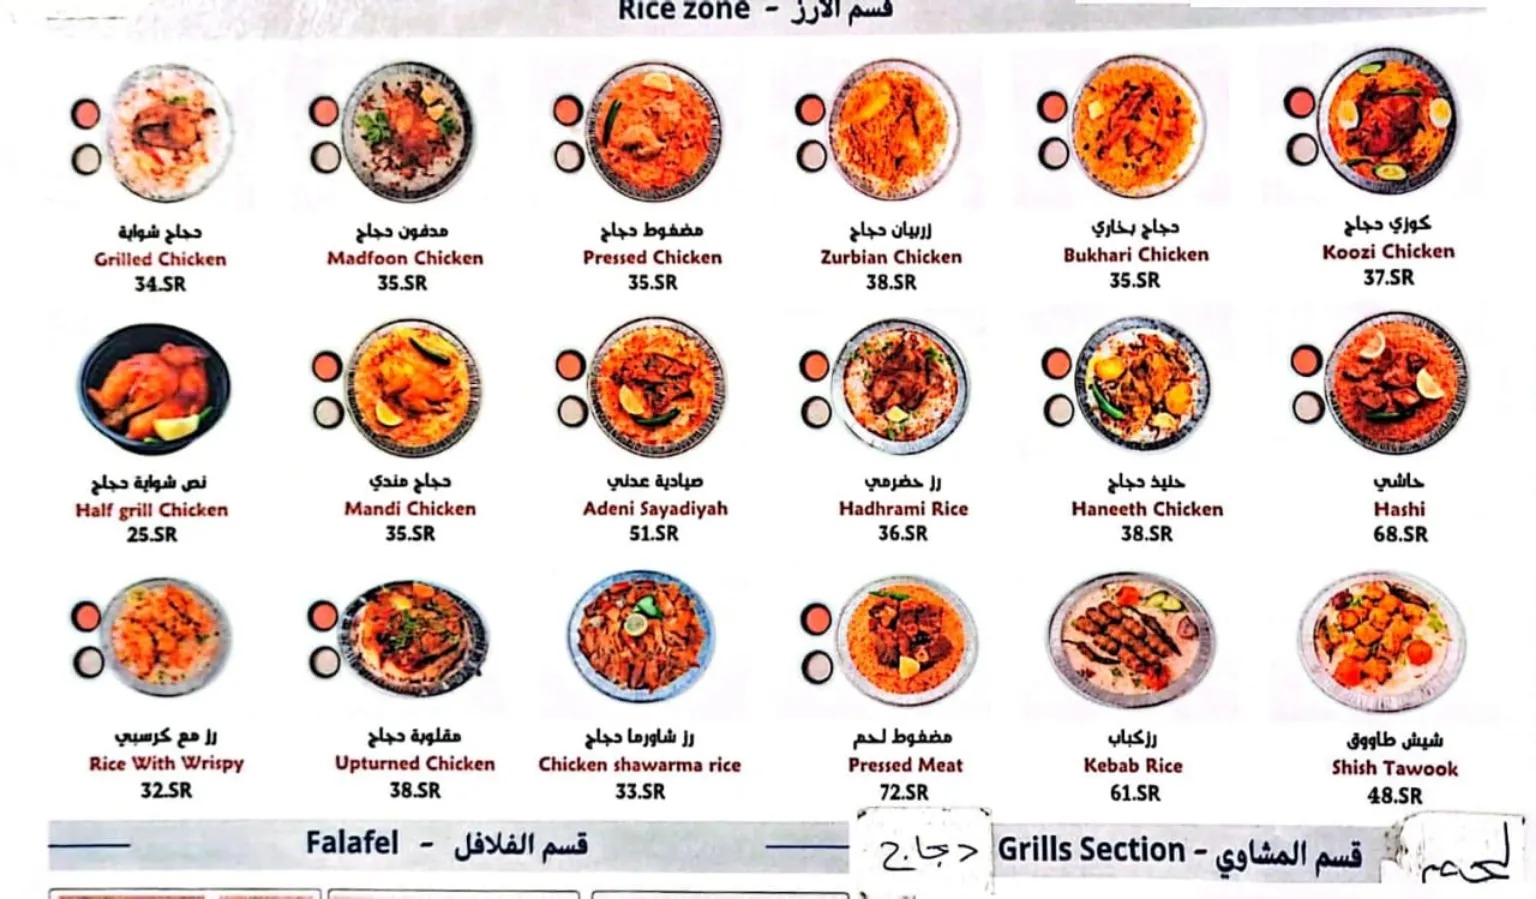 Rice zone - قسم الأرز
دجاج شواية
Grilled Chicken
34.SR
مدفون دجاج
Madfoon Chicken
35.SR
مضغوط دجاج
Pressed Chicken
35.SR
زربيان دجاج
Zurbian Chicken
38.SR
دجاج بخاري
Bukhari Chicken
35.SR
كوزي دجاج
Koozi Chicken
37.SR
نص شواية دجاج
Half grill Chicken
25.SR
دجاج مندي
Mandi Chicken
35.SR
صيادية عدني
Adeni Sayadiyah
51.SR
رز حضرمي
Hadhrami Rice
36.SR
حنيذ دجاج
Haneeth Chicken
38.SR
حاشي
Hashi
68.SR
رز مع كرسبي
Rice With Wrispy
32.SR
مقلوبة دجاج
Upturned Chicken
38.SR
رز شاورما دجاج
Chicken shawarma rice
33.SR
مضغوط لحم
Pressed Meat
72.SR
رز كباب
Kebab Rice
61.SR
شيش طاووق
Shish Tawook
48.SR
Falafel - قسم الفلافل
دجاج
Grills Section - قسم المشاوي